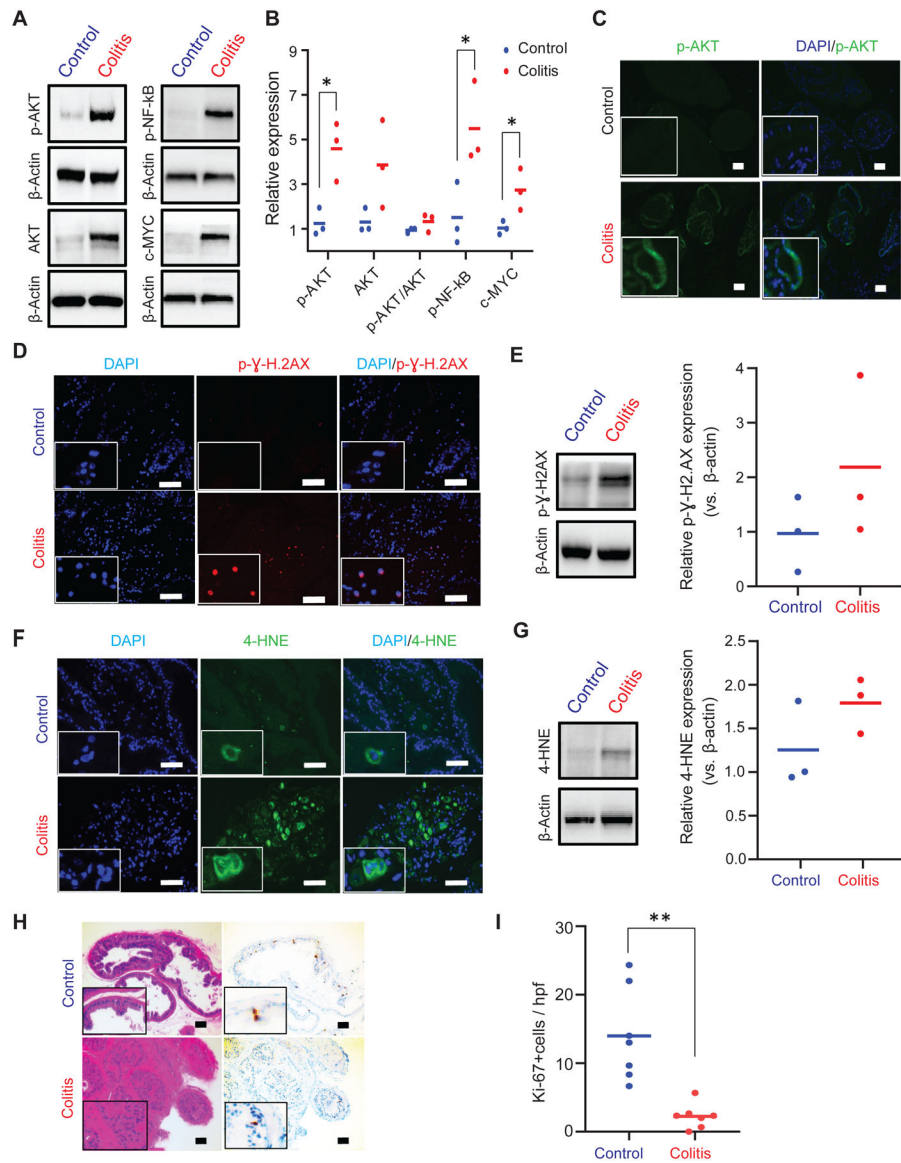 A
Control
Colitis
Control
Colitis
p-AKT
p-NF-kB
β-Actin
β-Actin
AKT
c-MYC
β-Actin
β-Actin
B
Relative expression
9
7
5
3
1
*
*
*
Control
Colitis
p-AKT
AKT
p-AKT/AKT
p-NF-kB
c-MYC
C
p-AKT
DAPI/p-AKT
Control
Colitis
D
DAPI
p-Ɣ-H.2AX
DAPI/p-Ɣ-H.2AX
Control
Colitis
E
Control
Colitis
p-Ɣ-H2AX
β-Actin
Relative p-Ɣ-H2.AX expression
(vs. β-actin)
4
3
2
1
0
Control
Colitis
F
DAPI
4-HNE
DAPI/4-HNE
Control
Colitis
G
Control
Colitis
4-HNE
β-Actin
Relative 4-HNE expression
(vs. β-actin)
2.5
2.0
1.5
1.0
0.5
0.0
Control
Colitis
H
Control
Colitis
I
Ki-67+cells / hpf
30
20
10
0
**
Control
Colitis